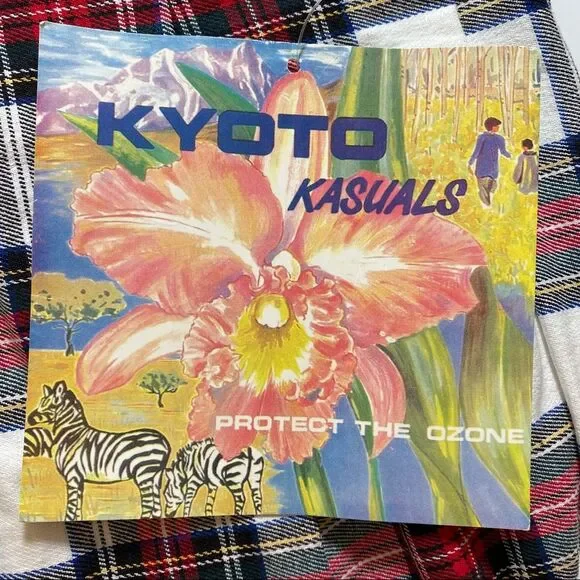 KYOTO
KASUALS
PROTECT THE OZONE